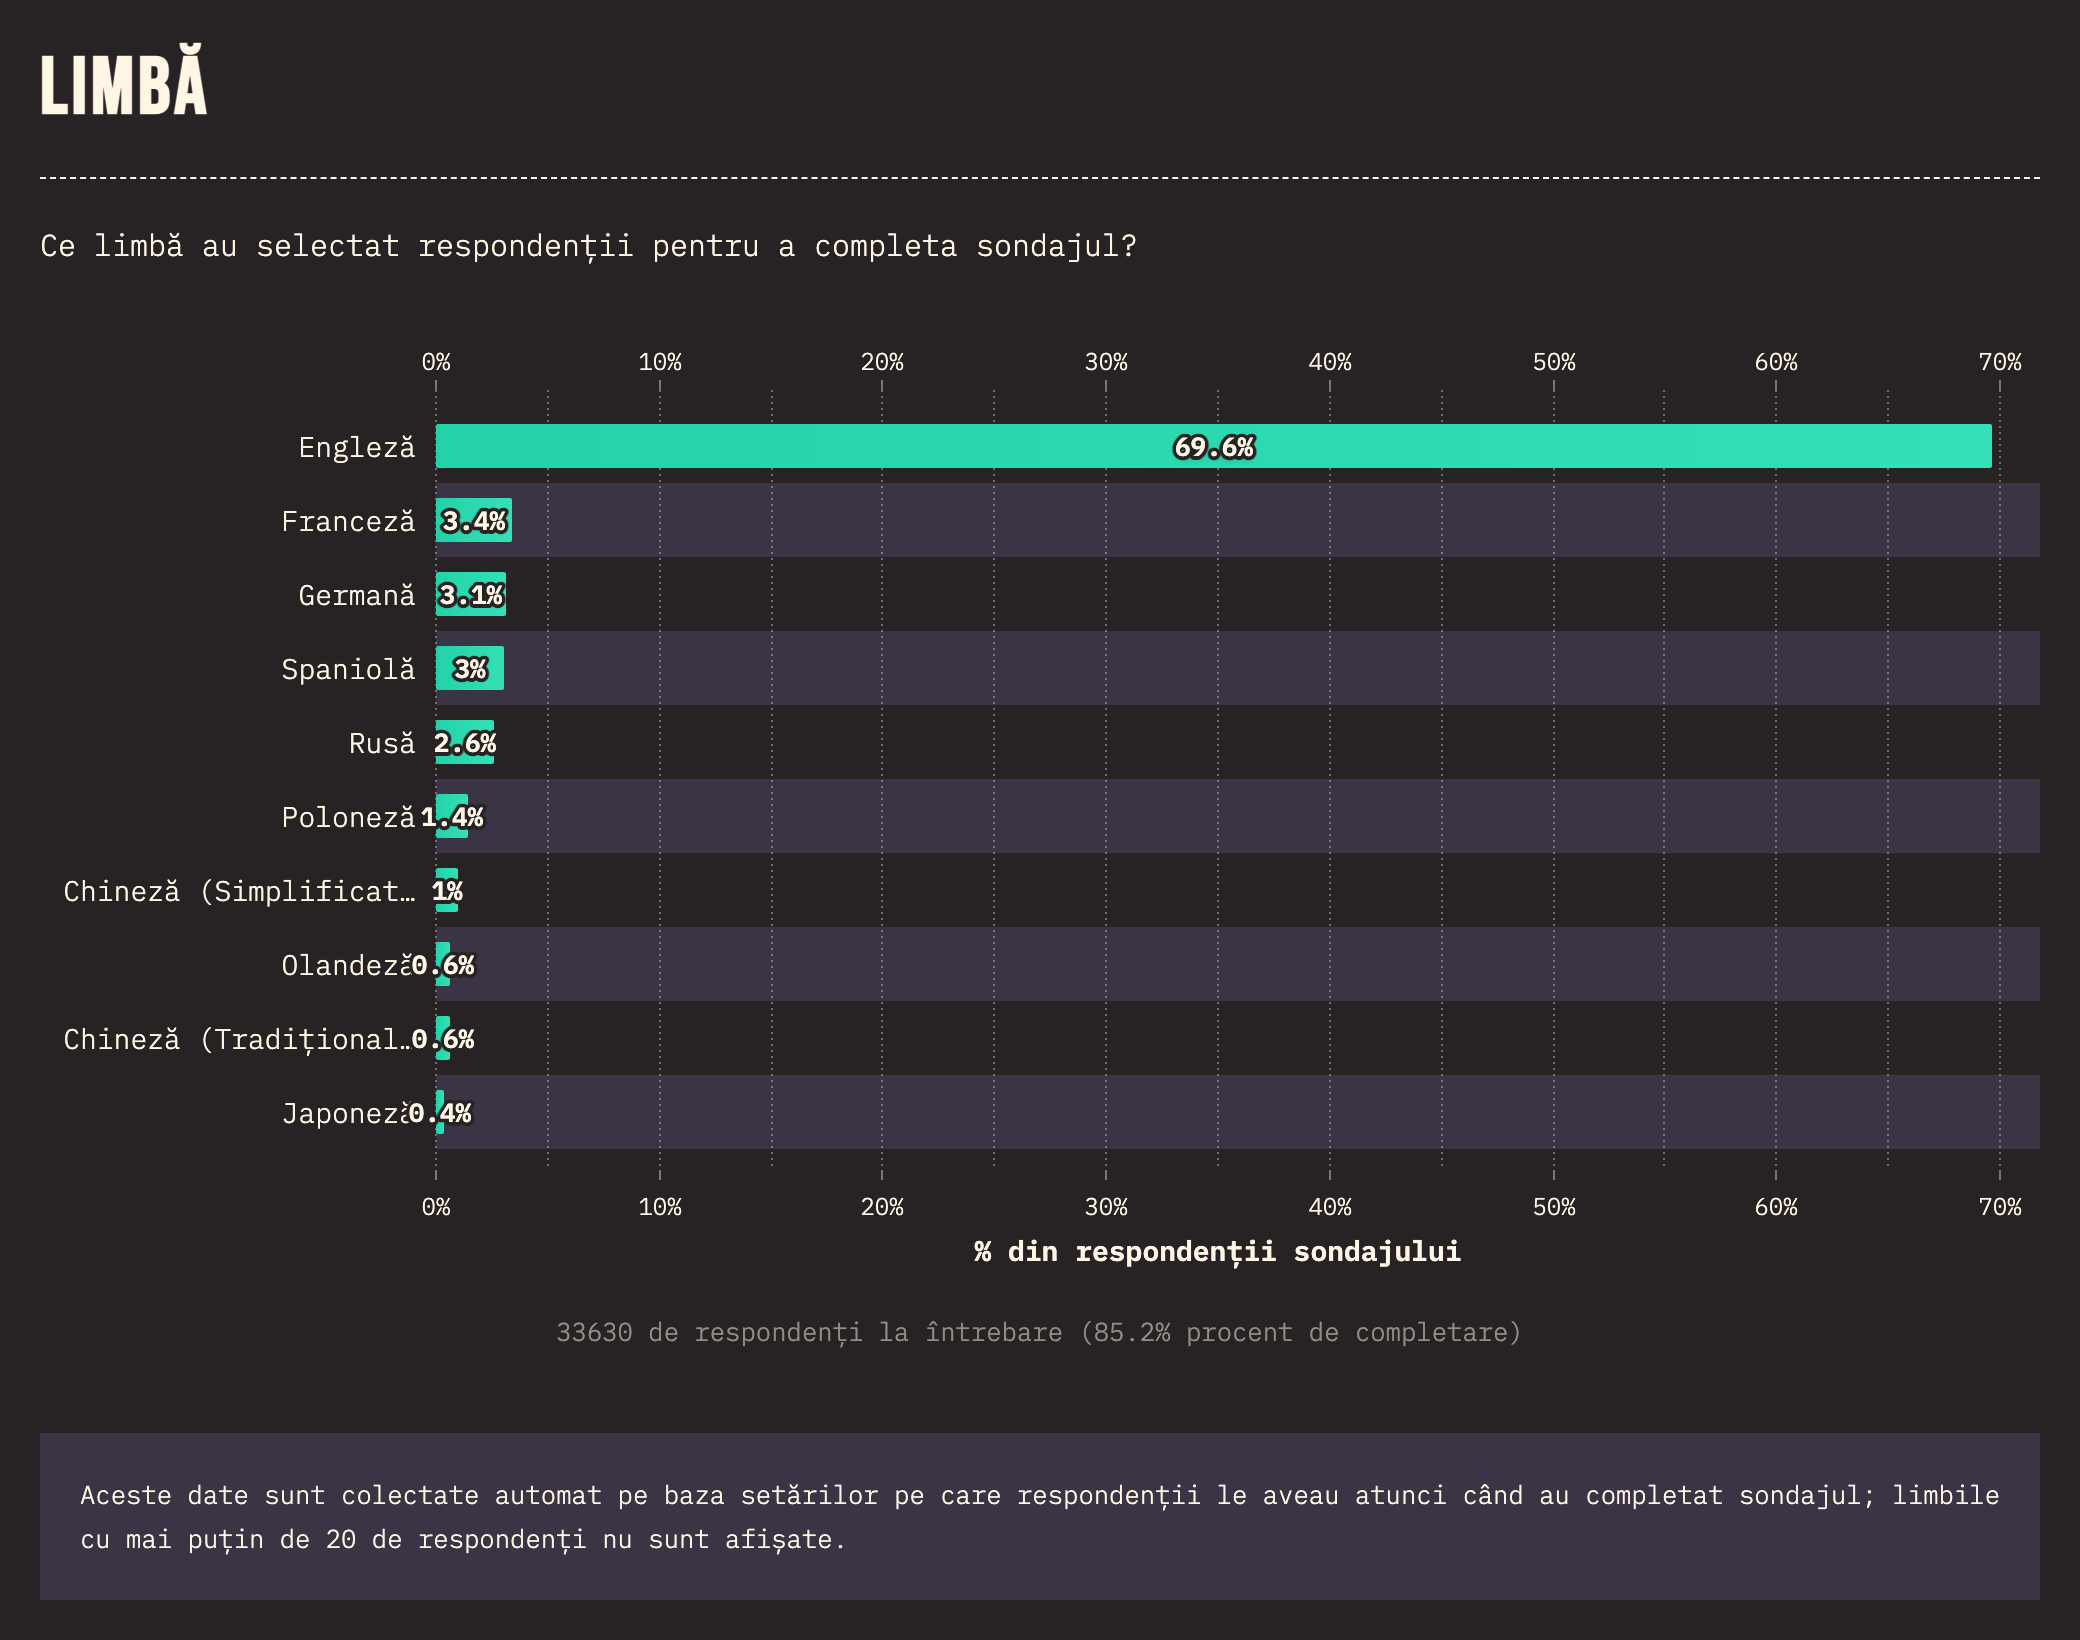 LIMBĂ
Ce limbă au selectat respondenții pentru a completa sondajul?
0% 10% 20% 30% 40% 50% 60% 70%
Engleză 69.6%
Franceză 3.4%
Germană 3.1%
Spaniolă 3%
Rusă 2.6%
Poloneză 1.4%
Chineză (Simplificat… 1%
Olandeză 0.6%
Chineză (Tradițional… 0.6%
Japoneză 0.4%
0% 10% 20% 30% 40% 50% 60% 70%
% din respondenții sondajului
33630 de respondenți la întrebare (85.2% procent de completare)
Aceste date sunt colectate automat pe baza setărilor pe care respondenții le aveau atunci când au completat sondajul; limbile
cu mai puțin de 20 de respondenți nu sunt afișate.